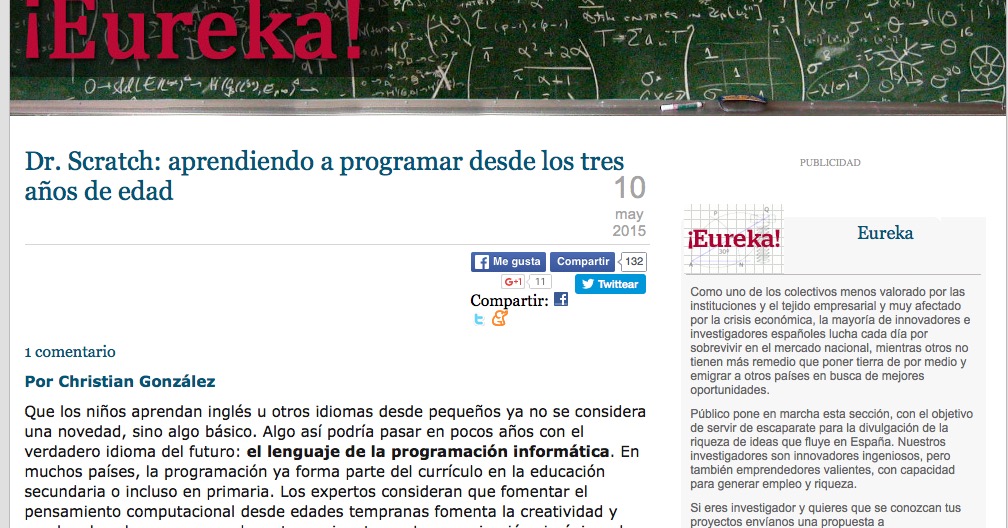 ¡Eureka!
Dr. Scratch: aprendiendo a programar desde los tres
años de edad
10
may
2015
Me gusta
Compartir
132
G+1
11
Twittear
Compartir:
1 comentario
Por Christian González
Que los niños aprendan inglés u otros idiomas desde pequeños ya no se considera
una novedad, sino algo básico. Algo así podría pasar en pocos años con el
verdadero idioma del futuro: el lenguaje de la programación informática. En
muchos países, la programación ya forma parte del currículo en la educación
secundaria o incluso en primaria. Los expertos consideran que fomentar el
pensamiento computacional desde edades tempranas fomenta la creatividad y
PUBLICIDAD
¡Eureka!
Eureka
Como uno de los colectivos menos valorado por las
instituciones y el tejido empresarial y muy afectado
por la crisis económica, la mayoría de innovadores e
investigadores españoles lucha cada día por
sobrevivir en el mercado nacional, mientras otros no
tienen más remedio que poner tierra de por medio y
emigrar a otros países en busca de mejores
oportunidades.
Público pone en marcha esta sección, con el objetivo
de servir de escaparate para la divulgación de la
riqueza de ideas que fluye en España. Nuestros
investigadores son innovadores ingeniosos, pero
también emprendedores valientes, con capacidad
para generar empleo y riqueza.
Si eres investigador y quieres que se conozcan tus
proyectos envíanos una propuesta a